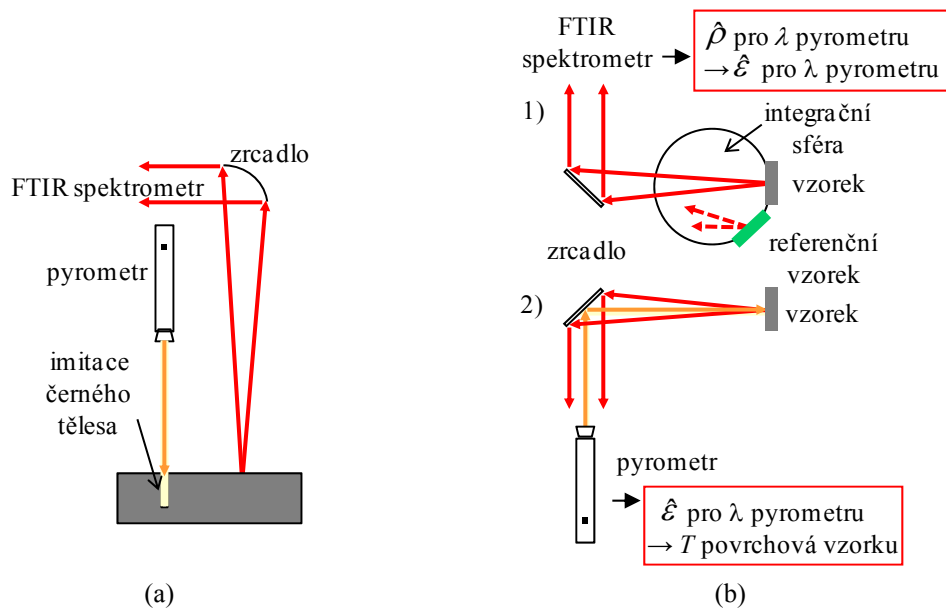 zrcadlo
FTIR spektrometr
pyrometr
imitace
černého
tělesa
(a)
FTIR
spektrometr
ρ̂ pro λ pyrometru
→ ε̂ pro λ pyrometru
1)
integrační
sféra
vzorek
zrcadlo
referenční
vzorek
2)
vzorek
pyrometr
ε̂ pro λ pyrometru
→ T povrchová vzorku
(b)